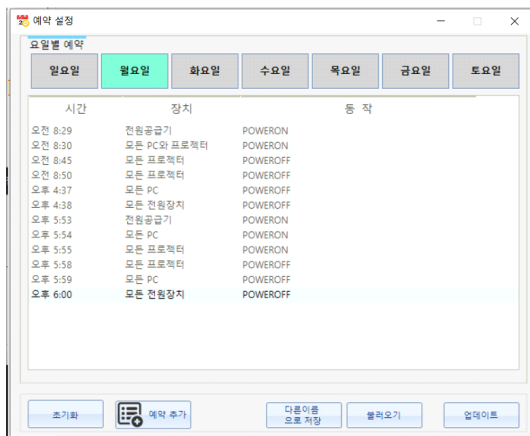 예약 설정
요일별 예약
일요일 월요일 화요일 수요일 목요일 금요일 토요일
시간 장치 동 작
오전 8:29 전원공급기 POWERON
오전 8:30 모든 PC와 프로젝터 POWERON
오전 8:45 모든 프로젝터 POWEROFF
오전 8:50 모든 프로젝터 POWEROFF
오후 4:37 모든 PC POWEROFF
오후 4:38 모든 전원장치 POWEROFF
오후 5:53 전원공급기 POWERON
오후 5:54 모든 PC POWERON
오후 5:55 모든 프로젝터 POWERON
오후 5:58 모든 프로젝터 POWEROFF
오후 5:59 모든 PC POWEROFF
오후 6:00 모든 전원장치 POWEROFF
초기화 예약 추가 다른이름 으로 저장 불러오기 업데이트